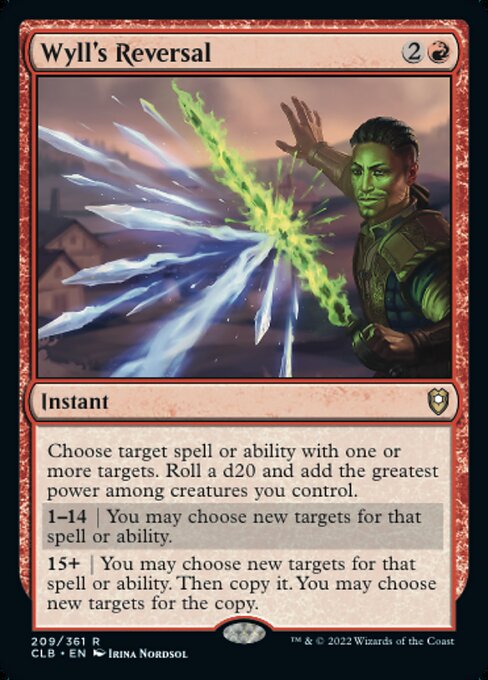 Wyll's Reversal 2
Instant
Choose target spell or ability with one or
more targets. Roll a d20 and add the greatest
power among creatures you control.
1–14 | You may choose new targets for that
spell or ability.
15+ | You may choose new targets for that
spell or ability. Then copy it. You may choose
new targets for the copy.
209/361 R
CLB • EN Irina Nordsol
™ & © 2022 Wizards of the Coast